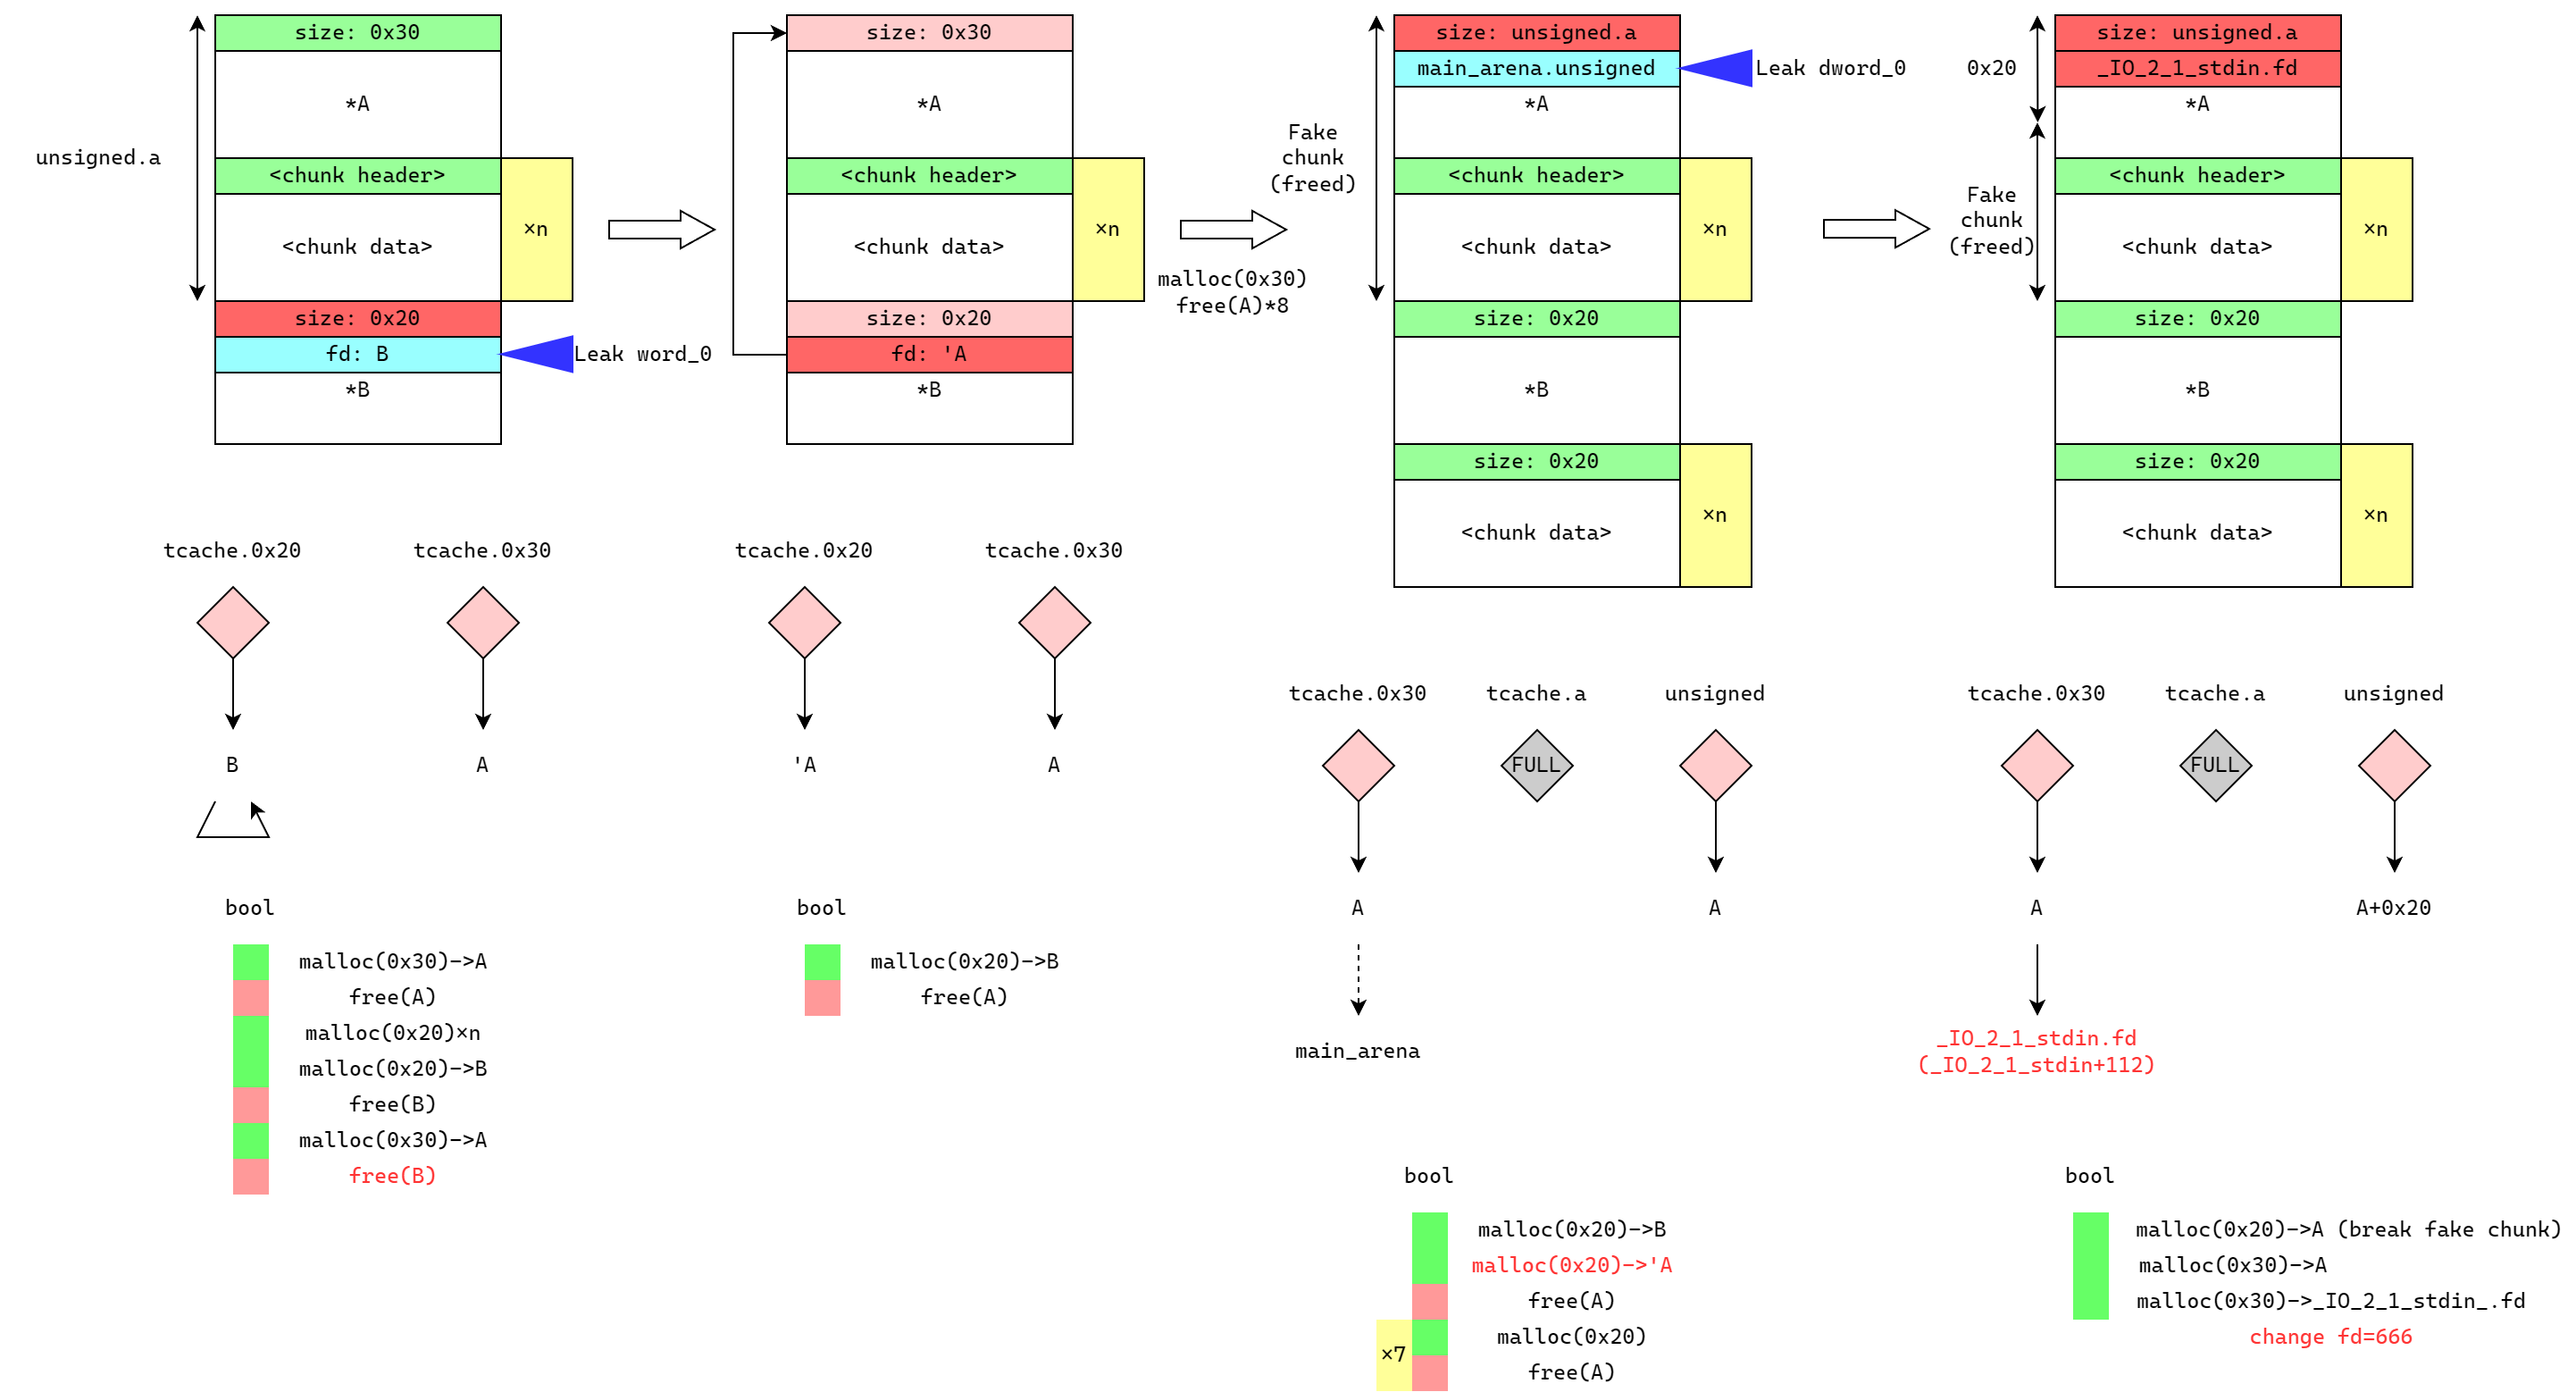 size: 0x30
*A
<chunk header>
<chunk data>
×n
size: 0x20
fd: B
*B
unsigned.a
Leak word_0
size: 0x30
*A
<chunk header>
<chunk data>
×n
size: 0x20
fd: 'A
*B
malloc(0x30)
free(A)*8
size: unsigned.a
main_arena.unsigned
*A
Leak dword_0
Fake
chunk
(freed)
<chunk header>
<chunk data>
×n
size: 0x20
*B
size: 0x20
<chunk data>
×n
size: unsigned.a
_IO_2_1_stdin.fd
*A
0x20
Fake
chunk
(freed)
<chunk header>
<chunk data>
×n
size: 0x20
*B
size: 0x20
<chunk data>
×n
tcache.0x20
tcache.0x30
B
A
bool
malloc(0x30)->A
free(A)
malloc(0x20)×n
malloc(0x20)->B
free(B)
malloc(0x30)->A
free(B)
tcache.0x20
tcache.0x30
'A
A
bool
malloc(0x20)->B
free(A)
tcache.0x30
tcache.a
unsigned
FULL
A
A
main_arena
bool
malloc(0x20)->B
malloc(0x20)->'A
free(A)
×7
malloc(0x20)
free(A)
tcache.0x30
tcache.a
unsigned
FULL
A
A+0x20
_IO_2_1_stdin.fd
(_IO_2_1_stdin+112)
bool
malloc(0x20)->A (break fake chunk)
malloc(0x30)->A
malloc(0x30)->_IO_2_1_stdin_.fd
change fd=666